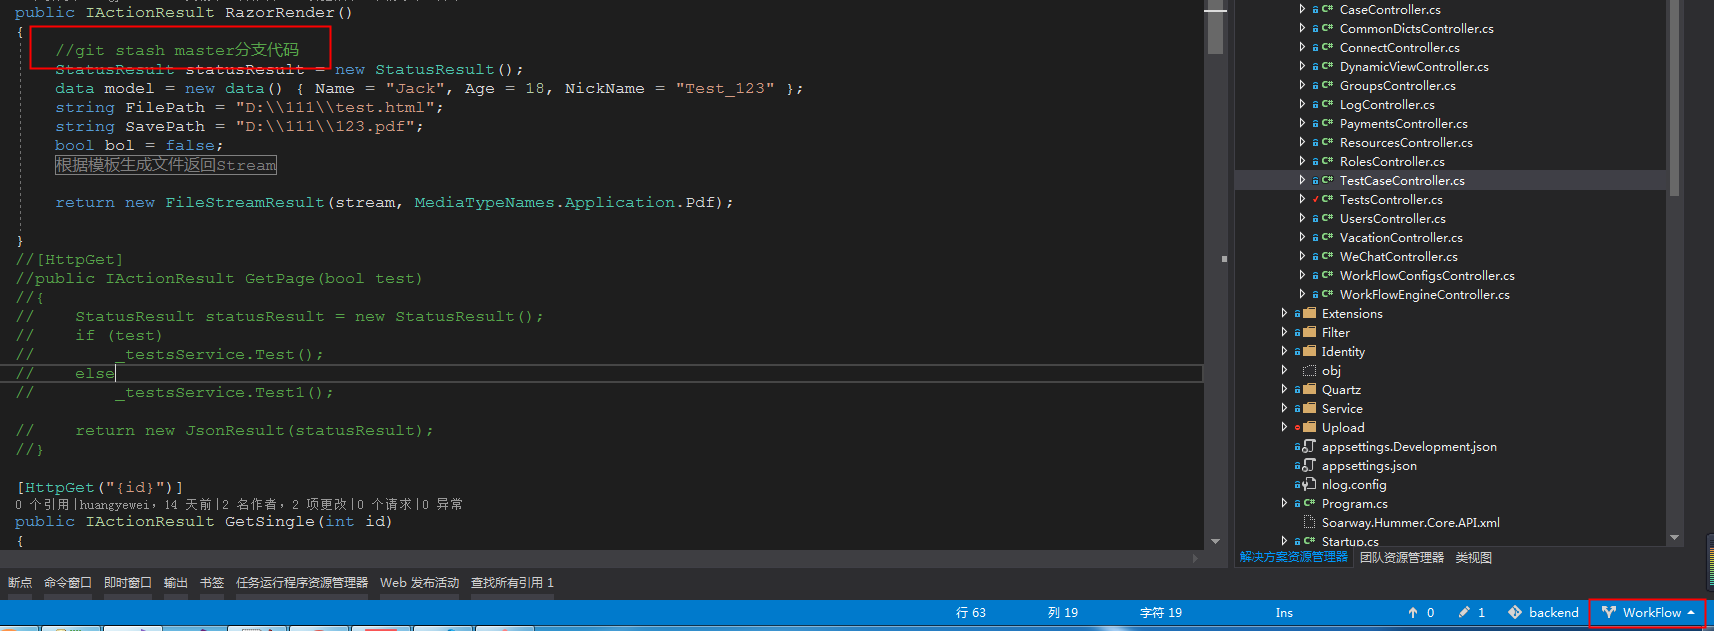 public IActionResult RazorRender()
{
//git stash master分支代码
StatusResult statusResult = new StatusResult();
data model = new data() { Name = "Jack", Age = 18, NickName = "Test_123" };
string FilePath = "D:\\111\\test.html";
string SavePath = "D:\\111\\123.pdf";
bool bol = false;
根据模板生成文件返回Stream
return new FileStreamResult(stream, MediaTypeNames.Application.Pdf);
}
//[HttpGet]
//public IActionResult GetPage(bool test)
//{
//    StatusResult statusResult = new StatusResult();
//    if (test)
//        _testsService.Test();
//    else
//        _testsService.Test1();
//    return new JsonResult(statusResult);
//}
[HttpGet("{id}")]
0 个引用|huangyewei, 14 天前|2 名作者, 2 项更改|0 个请求|0 异常
public IActionResult GetSingle(int id)
{
CaseController.cs
CommonDictsController.cs
ConnectController.cs
DynamicViewController.cs
GroupsController.cs
LogController.cs
PaymentsController.cs
ResourcesController.cs
RolesController.cs
TestCaseController.cs
TestsController.cs
UsersController.cs
VacationController.cs
WeChatController.cs
WorkFlowConfigsController.cs
WorkFlowEngineController.cs
Extensions
Filter
Identity
obj
Quartz
Service
Upload
appsettings.Development.json
appsettings.json
nlog.config
Program.cs
Soarway.Hummer.Core.API.xml
Startup.cs
解决方案资源管理器 团队资源管理器 类视图
断点 命令窗口 即时窗口 输出 书签 任务运行程序资源管理器 Web 发布活动 查找所有引用 1
行 63 列 19 字符 19 Ins 0 1 backend WorkFlow